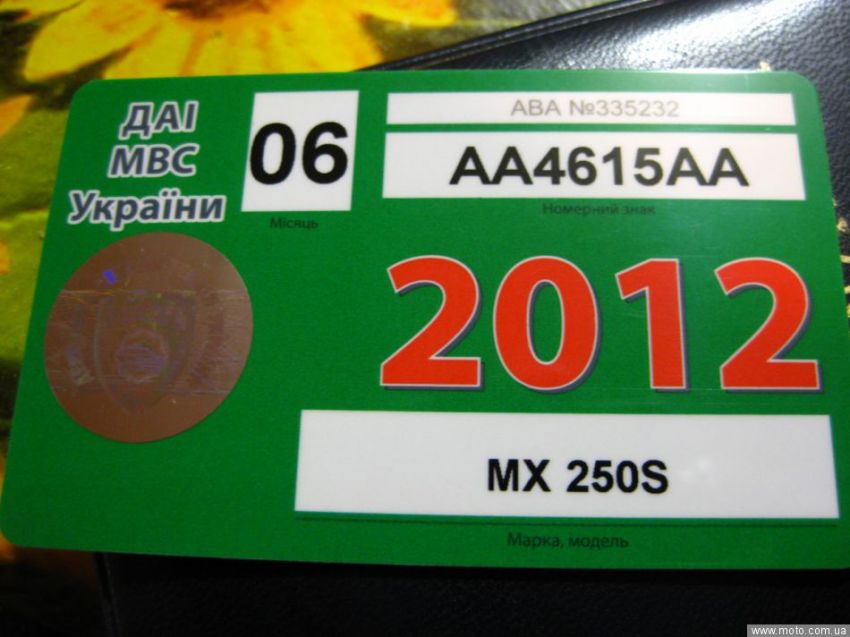 ДАІ
МВС
України
06
Місяць
АВА №335232
АА4615АА
Номерний знак
2012
MX 250S
Марка, модель
www.moto.com.ua